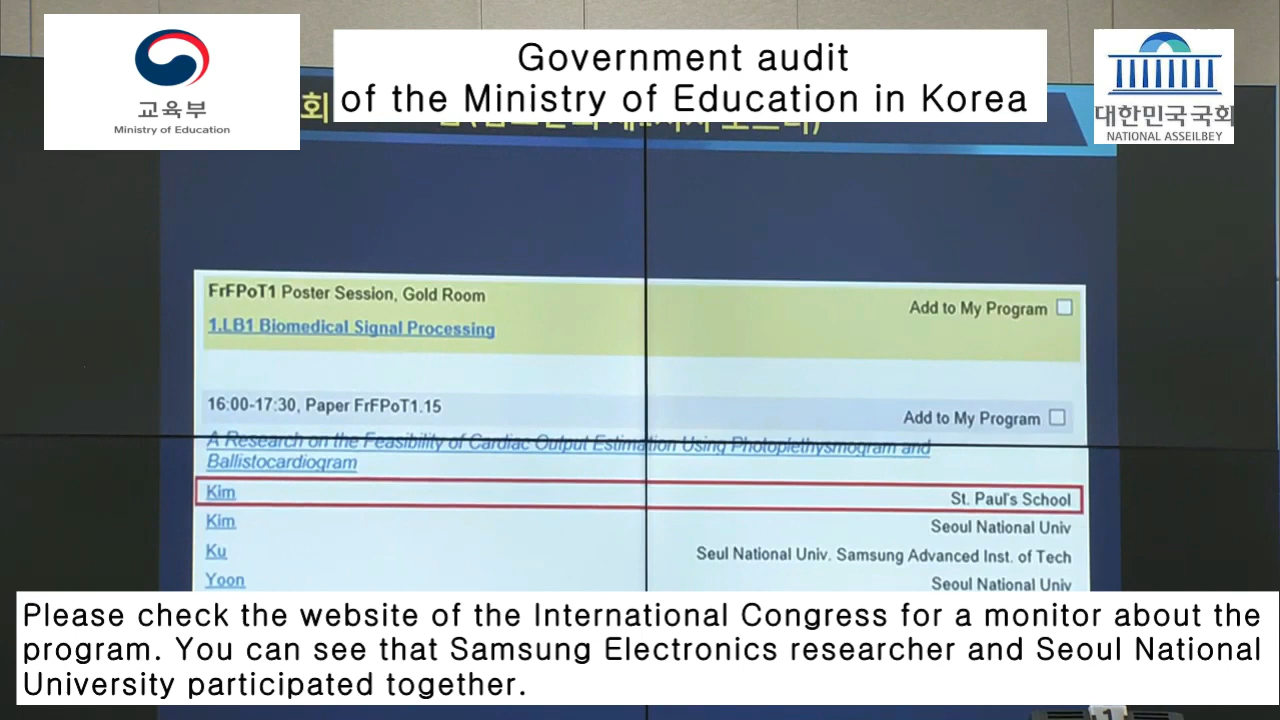 교육부
Ministry of Education
Government audit
of the Ministry of Education in Korea
대한민국국회
NATIONAL ASSEILBEY
회
FrFPoT1 Poster Session, Gold Room
Add to My Program
1.LB1 Biomedical Signal Processing
16:00-17:30, Paper FrFPoT1.15
Add to My Program
A Research on the Feasibility of Cardiac Output Estimation Using Photoplethysmogram and
Ballistocardiogram
Kim
St. Paul's School
Kim
Seoul National Univ
Ku
Seul National Univ. Samsung Advanced Inst. of Tech
Yoon
Seoul National Univ
Please check the website of the International Congress for a monitor about the
program. You can see that Samsung Electronics researcher and Seoul National
University participated together.
1